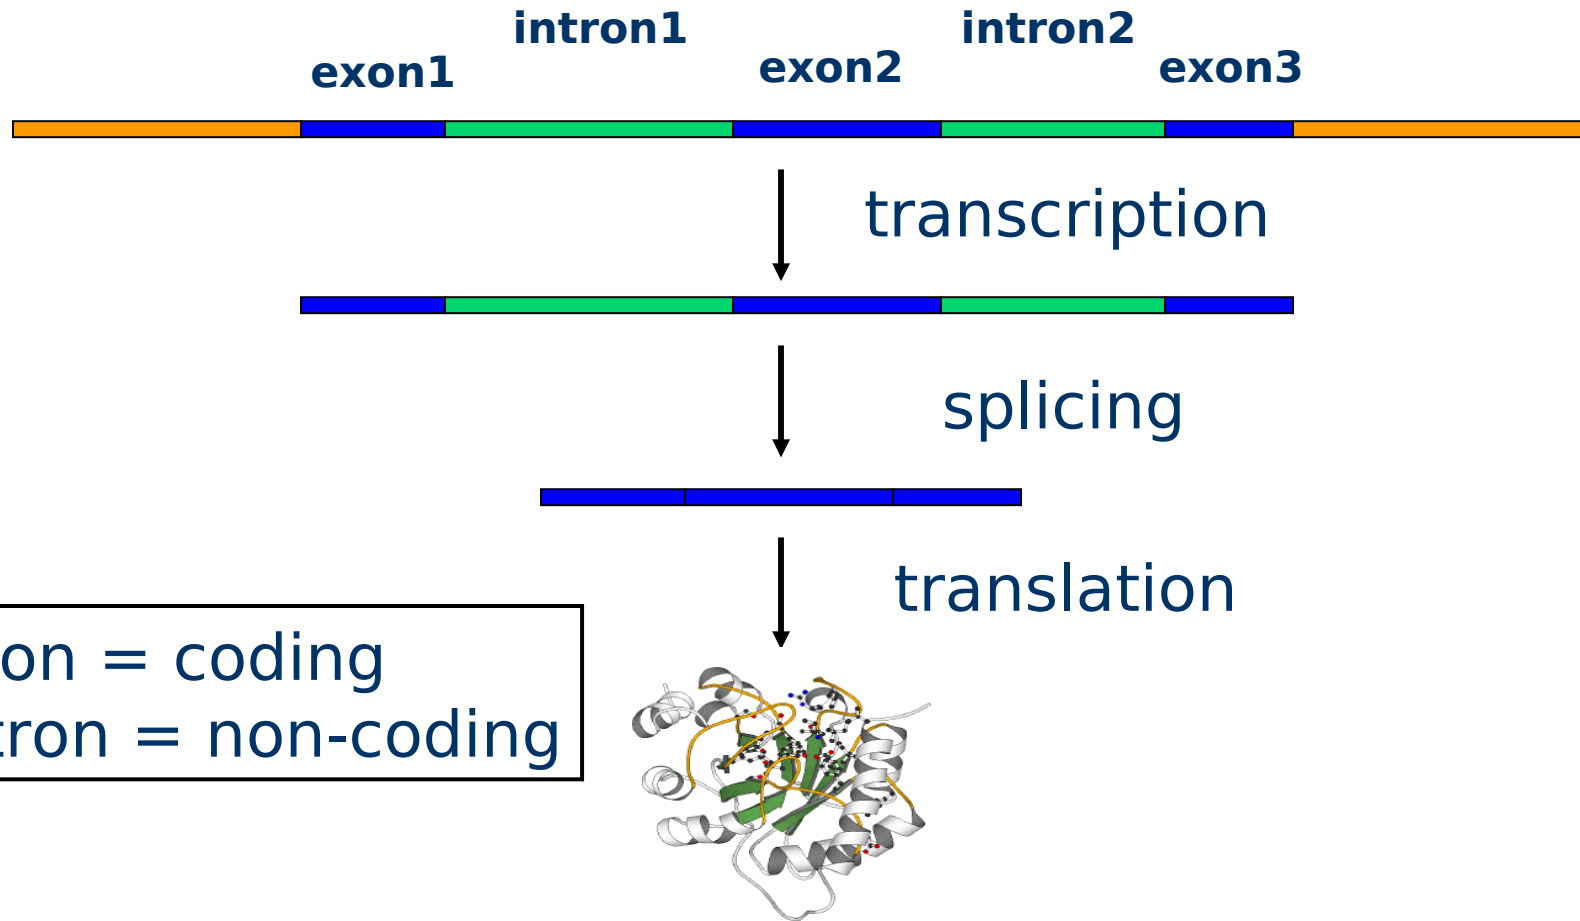 intron1 intron2
exon1 exon2 exon3
transcription
splicing
translation
on = coding
tron = non-coding